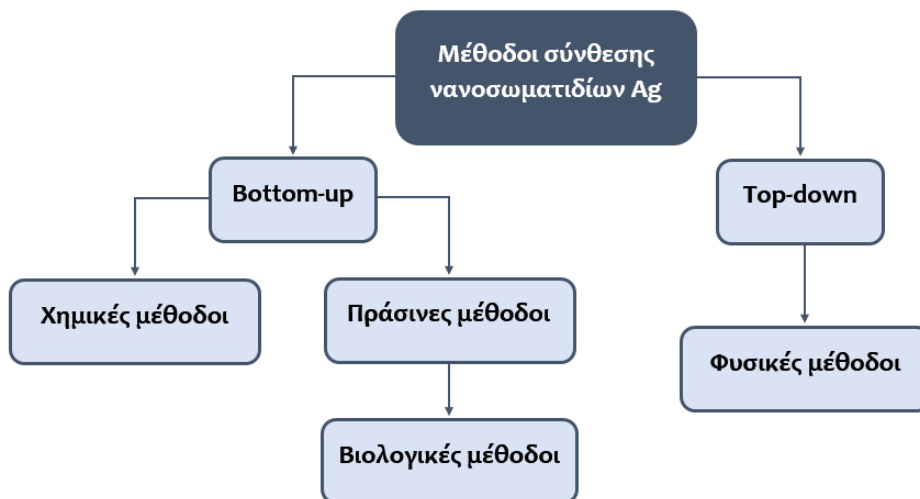 Μέθοδοι σύνθεσης
νανοσωματιδίων Ag
Bottom-up
Top-down
Χημικές μέθοδοι
Πράσινες μέθοδοι
Φυσικές μέθοδοι
Βιολογικές μέθοδοι